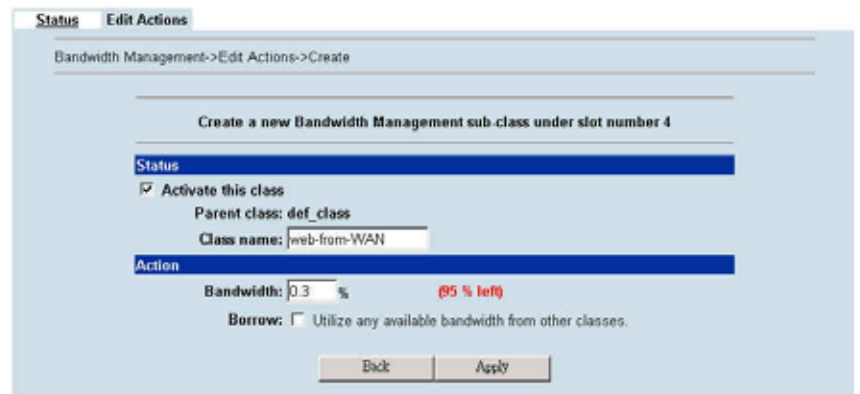 Status Edit Actions
Bandwidth Management->Edit Actions->Create
Create a new Bandwidth Management sub-class under slot number 4
Status
Activate this class
Parent class: def_class
Class name: web-from-WAN
Action
Bandwidth: 0.3 % (95 % left)
Borrow: Utilize any available bandwidth from other classes.
Back Apply